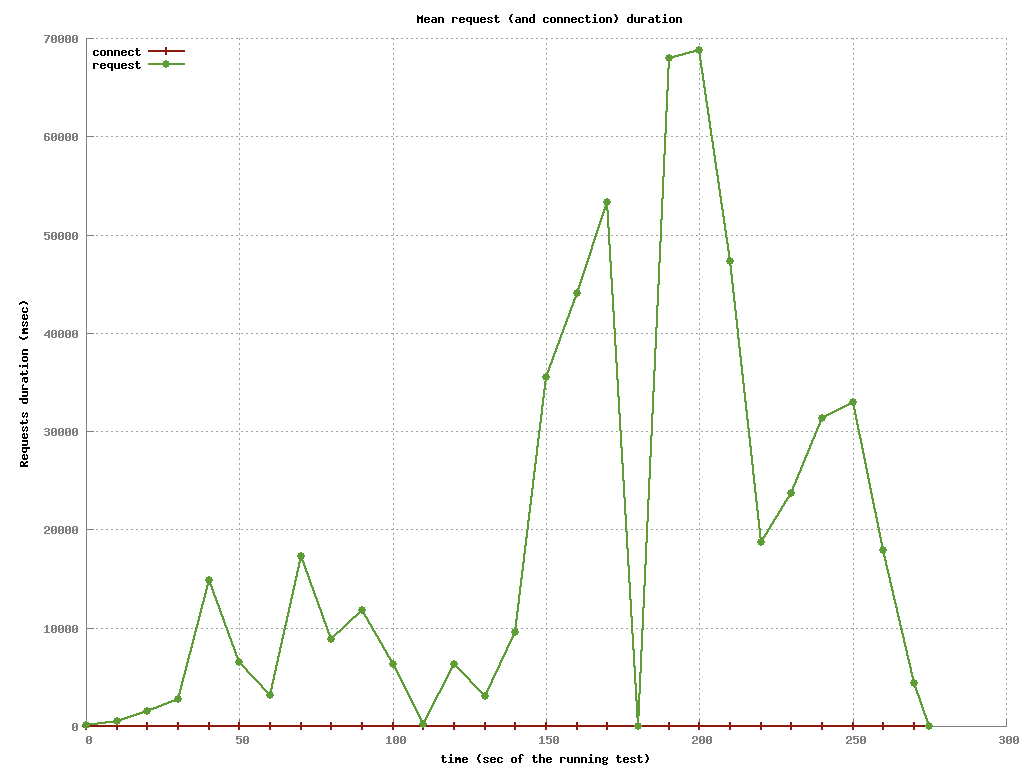 Mean request (and connection) duration
70000
connect
request
60000
50000
40000
30000
20000
10000
0
Requests duration (msec)
0 50 100 150 200 250 300
time (sec of the running test)